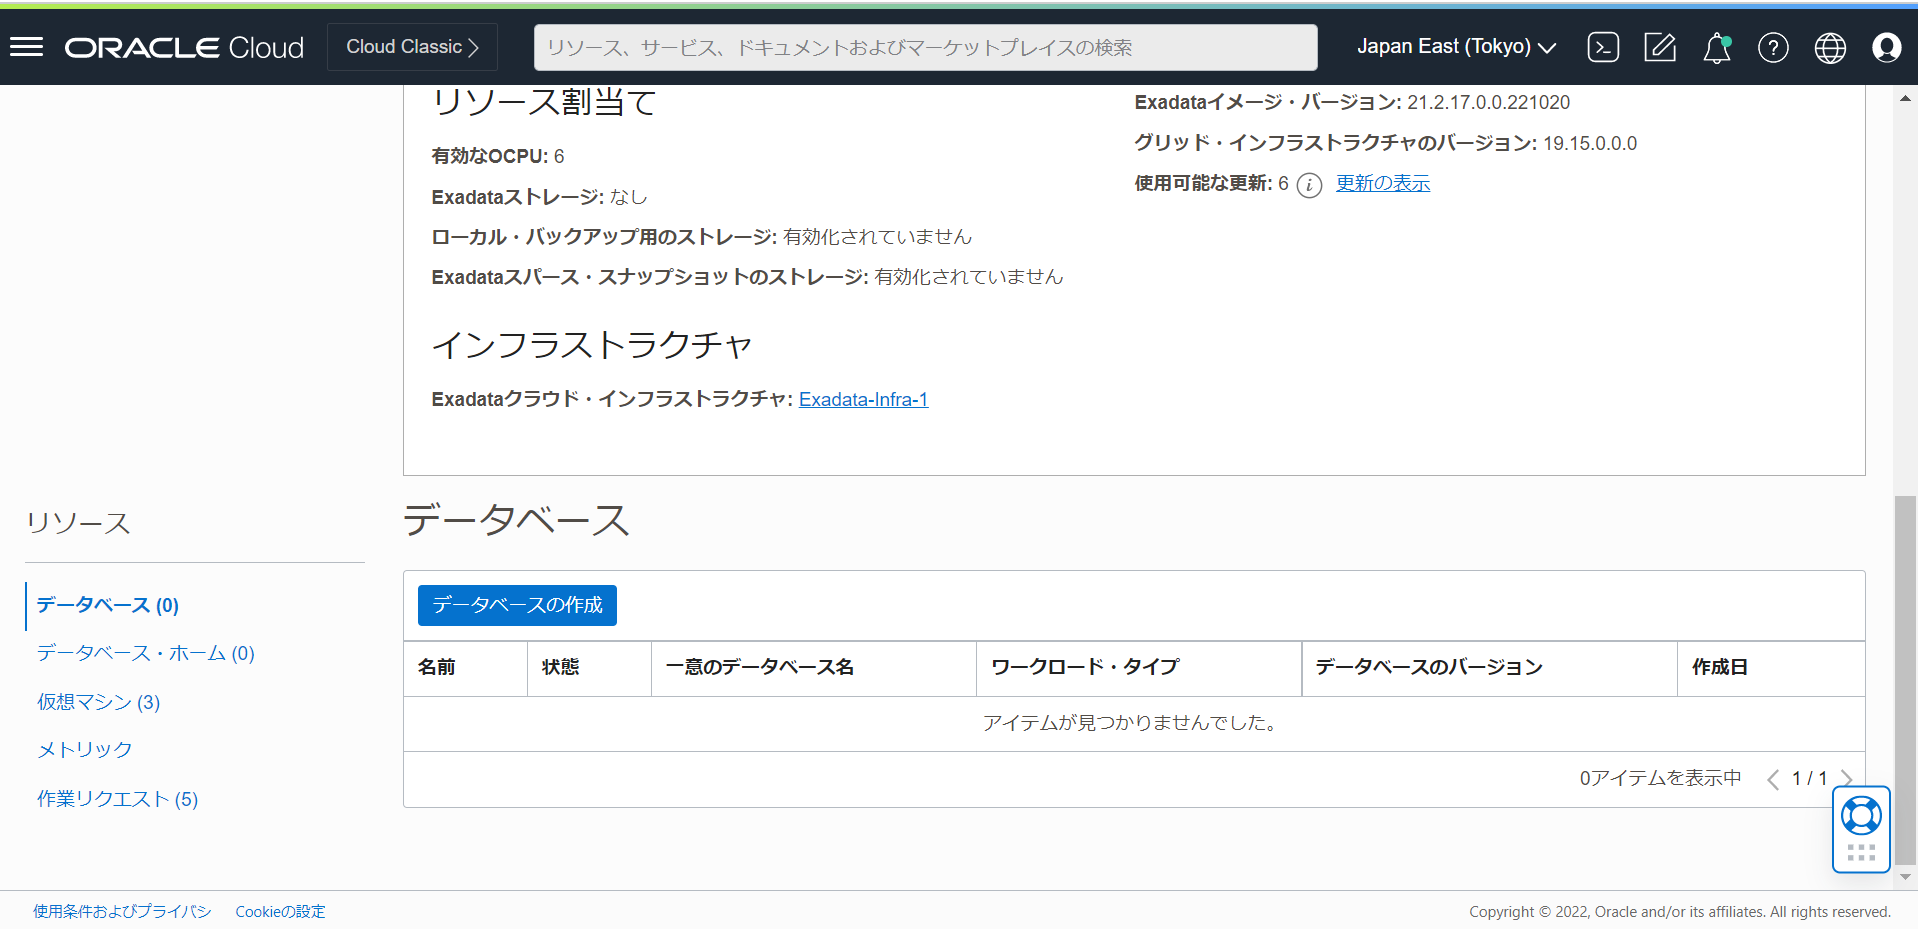 ORACLE Cloud
Cloud Classic
リソース、サービス、ドキュメントおよびマーケットプレイスの検索
Japan East (Tokyo)
リソース割当て
有効なOCPU: 6
Exadataストレージ: なし
ローカル・バックアップ用のストレージ: 有効化されていません
Exadataスパース・スナップショットのストレージ: 有効化されていません
Exadataイメージ・バージョン: 21.2.17.0.0.221020
グリッド・インフラストラクチャのバージョン: 19.15.0.0.0
使用可能な更新: 6 更新の表示
インフラストラクチャ
Exadataクラウド・インフラストラクチャ: Exadata-Infra-1
リソース
データベース (0)
データベース・ホーム (0)
仮想マシン (3)
メトリック
作業リクエスト (5)
データベース
データベースの作成
名前 状態 一意のデータベース名 ワークロード・タイプ データベースのバージョン 作成日
アイテムが見つかりませんでした。
0アイテムを表示中 1 / 1
使用条件およびプライバシ Cookieの設定
Copyright © 2022, Oracle and/or its affiliates. All rights reserved.